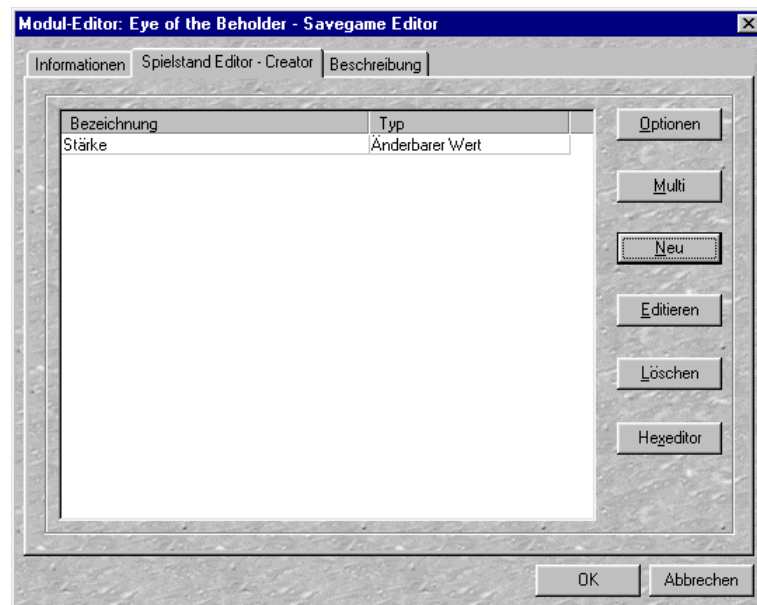 Modul-Editor: Eye of the Beholder - Savegame Editor
Informationen Spielstand Editor - Creator Beschreibung
Bezeichnung Typ
Stärke Änderbarer Wert
Optionen
Multi
Neu
Editieren
Löschen
Hexeditor
OK Abbrechen